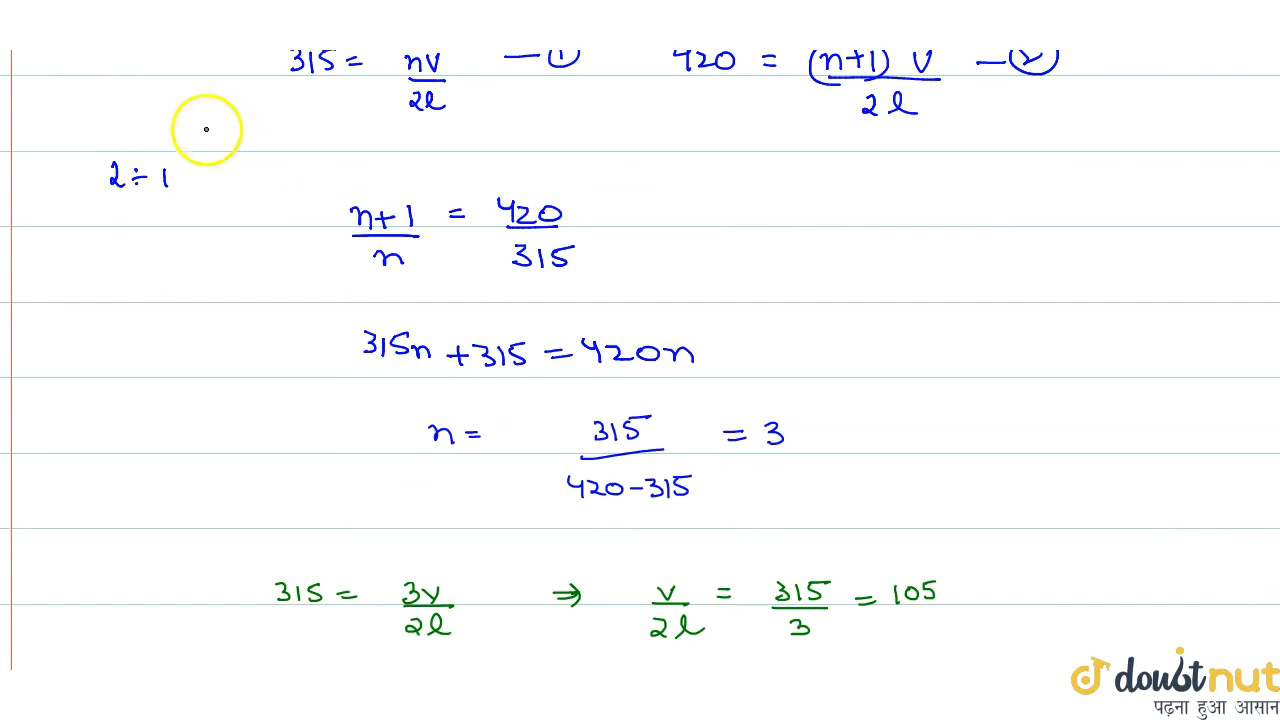 315 = nv/2l — ① 420 = (n+1) v/2l — ②
2 ÷ 1
n+1/n = 420/315
315n + 315 = 420n
n = 315/420-315 = 3
315 = 3v/2l ⇒ v/2l = 315/3 = 105
doubtnut
पढ़ना हुआ आसान